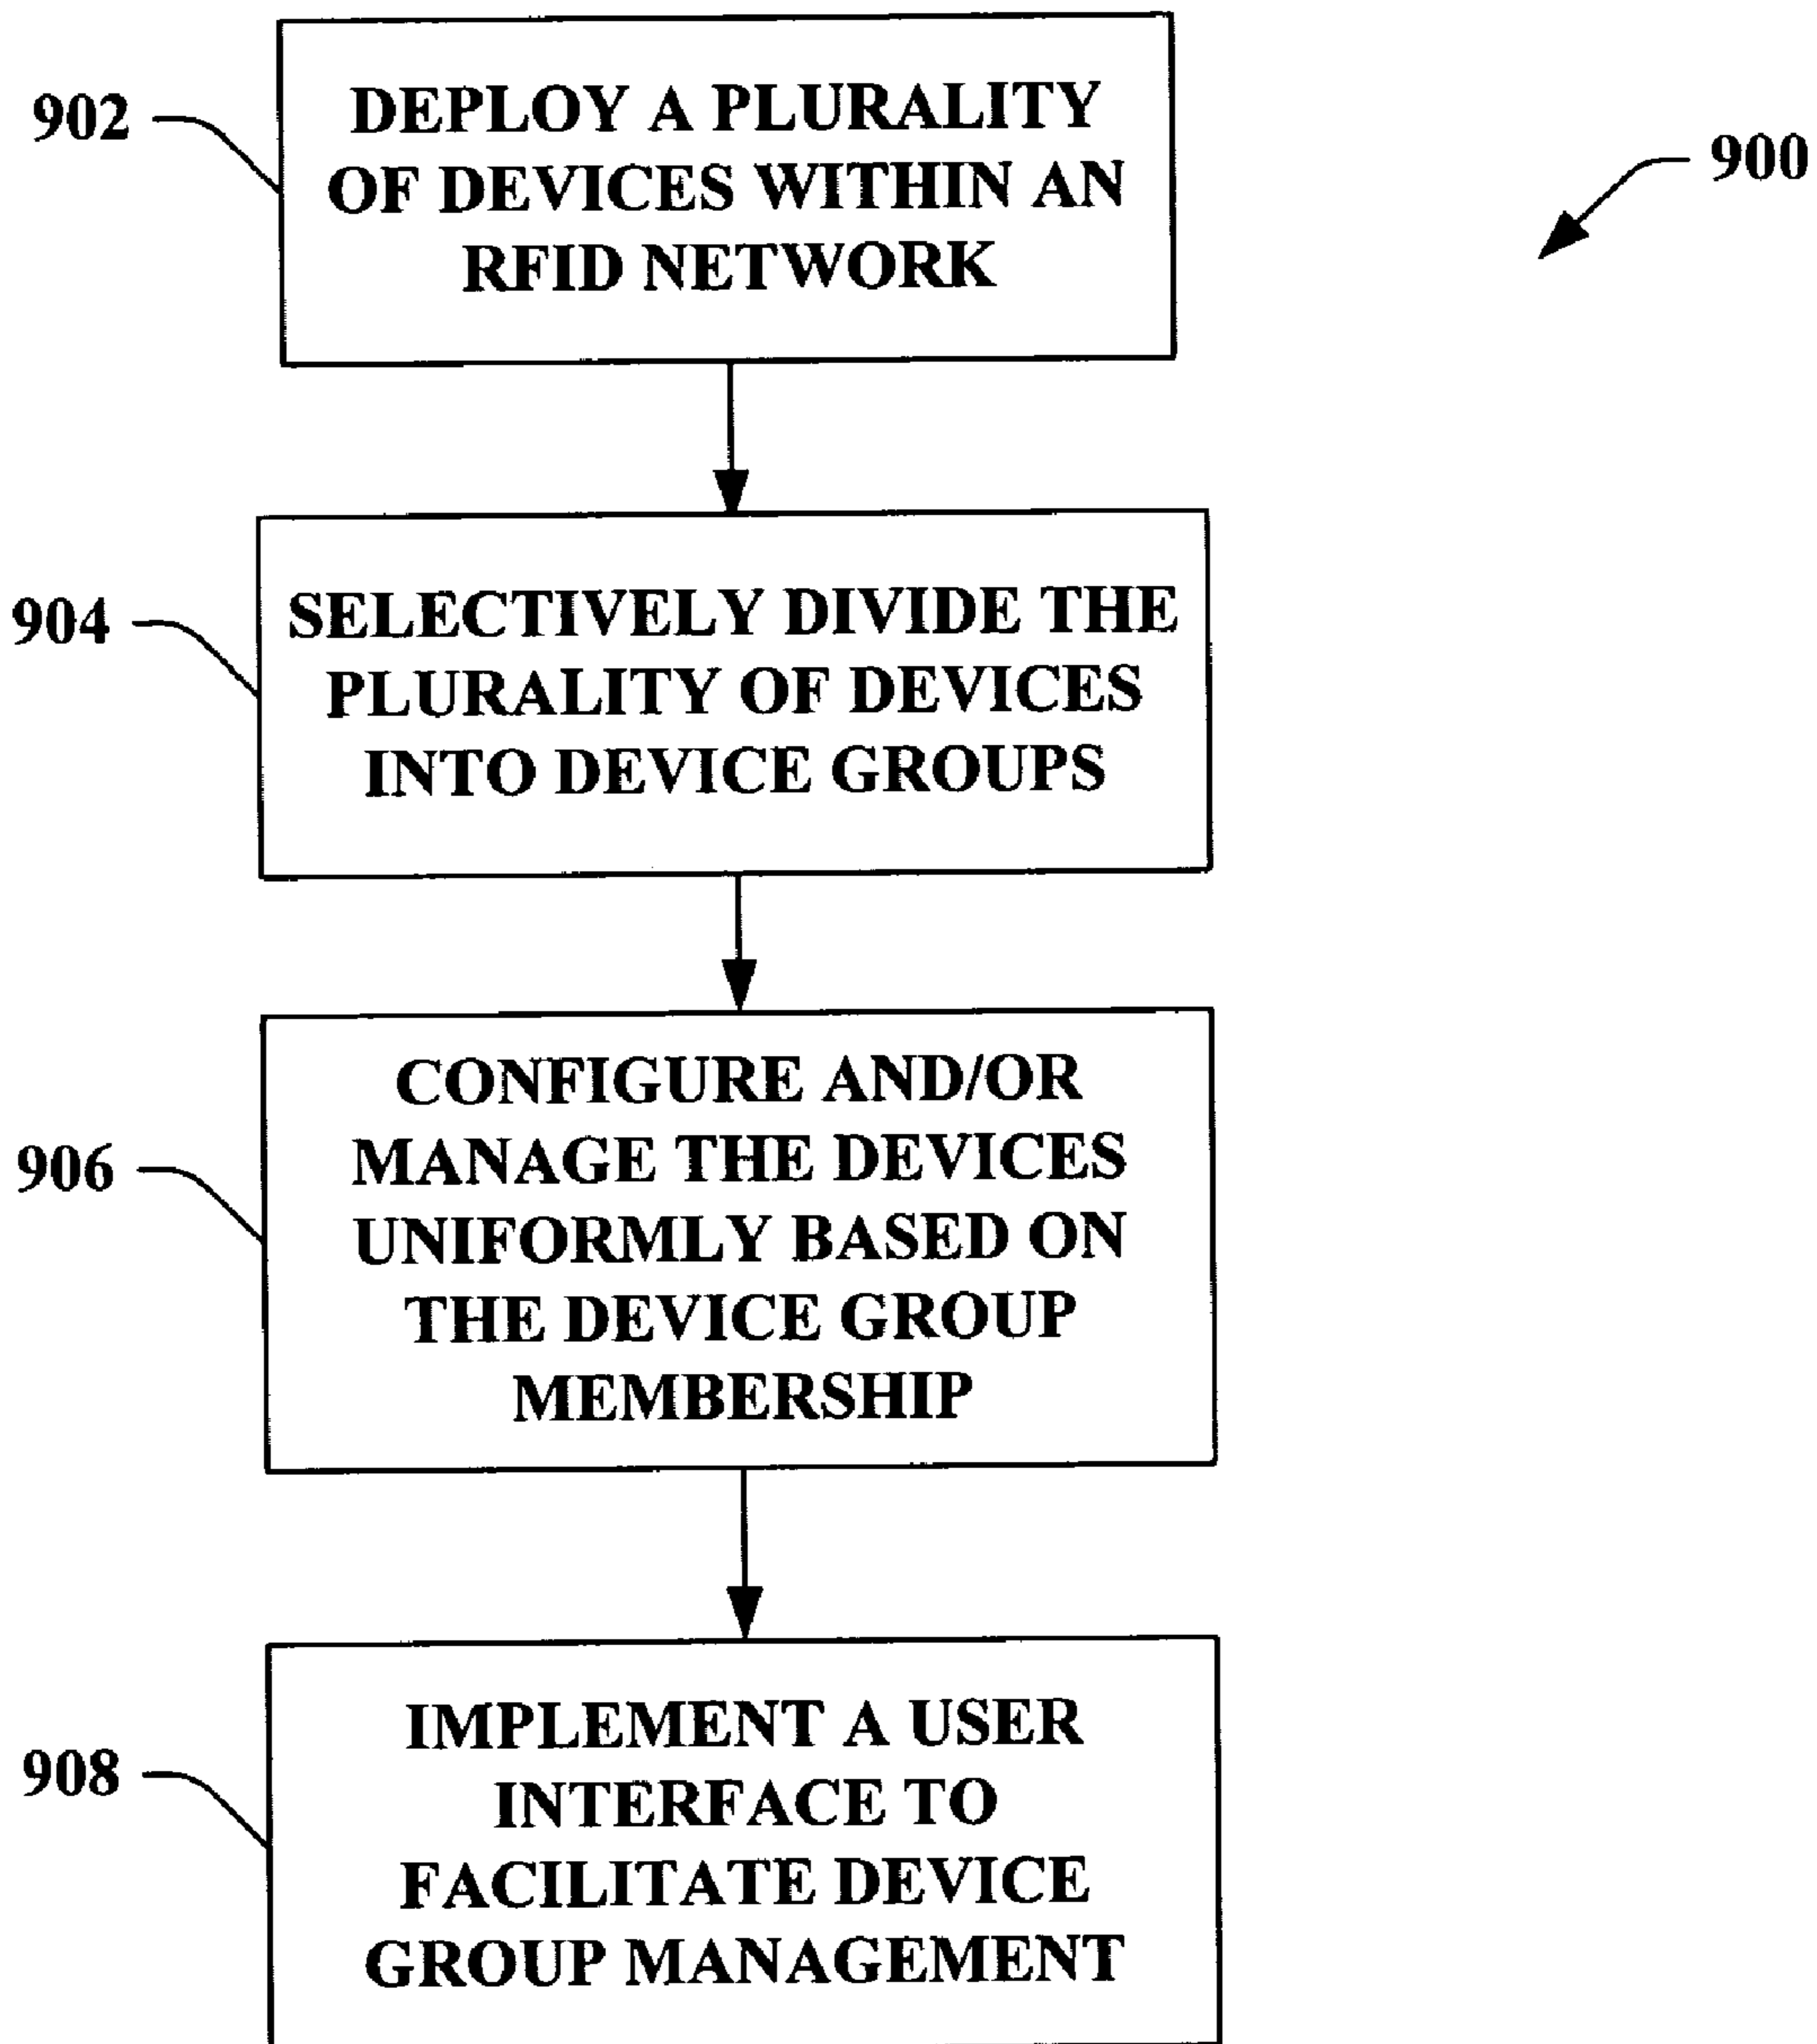 902
DEPLOY A PLURALITY
OF DEVICES WITHIN AN
RFID NETWORK
900
904
SELECTIVELY DIVIDE THE
PLURALITY OF DEVICES
INTO DEVICE GROUPS
906
CONFIGURE AND/OR
MANAGE THE DEVICES
UNIFORMLY BASED ON
THE DEVICE GROUP
MEMBERSHIP
908
IMPLEMENT A USER
INTERFACE TO
FACILITATE DEVICE
GROUP MANAGEMENT